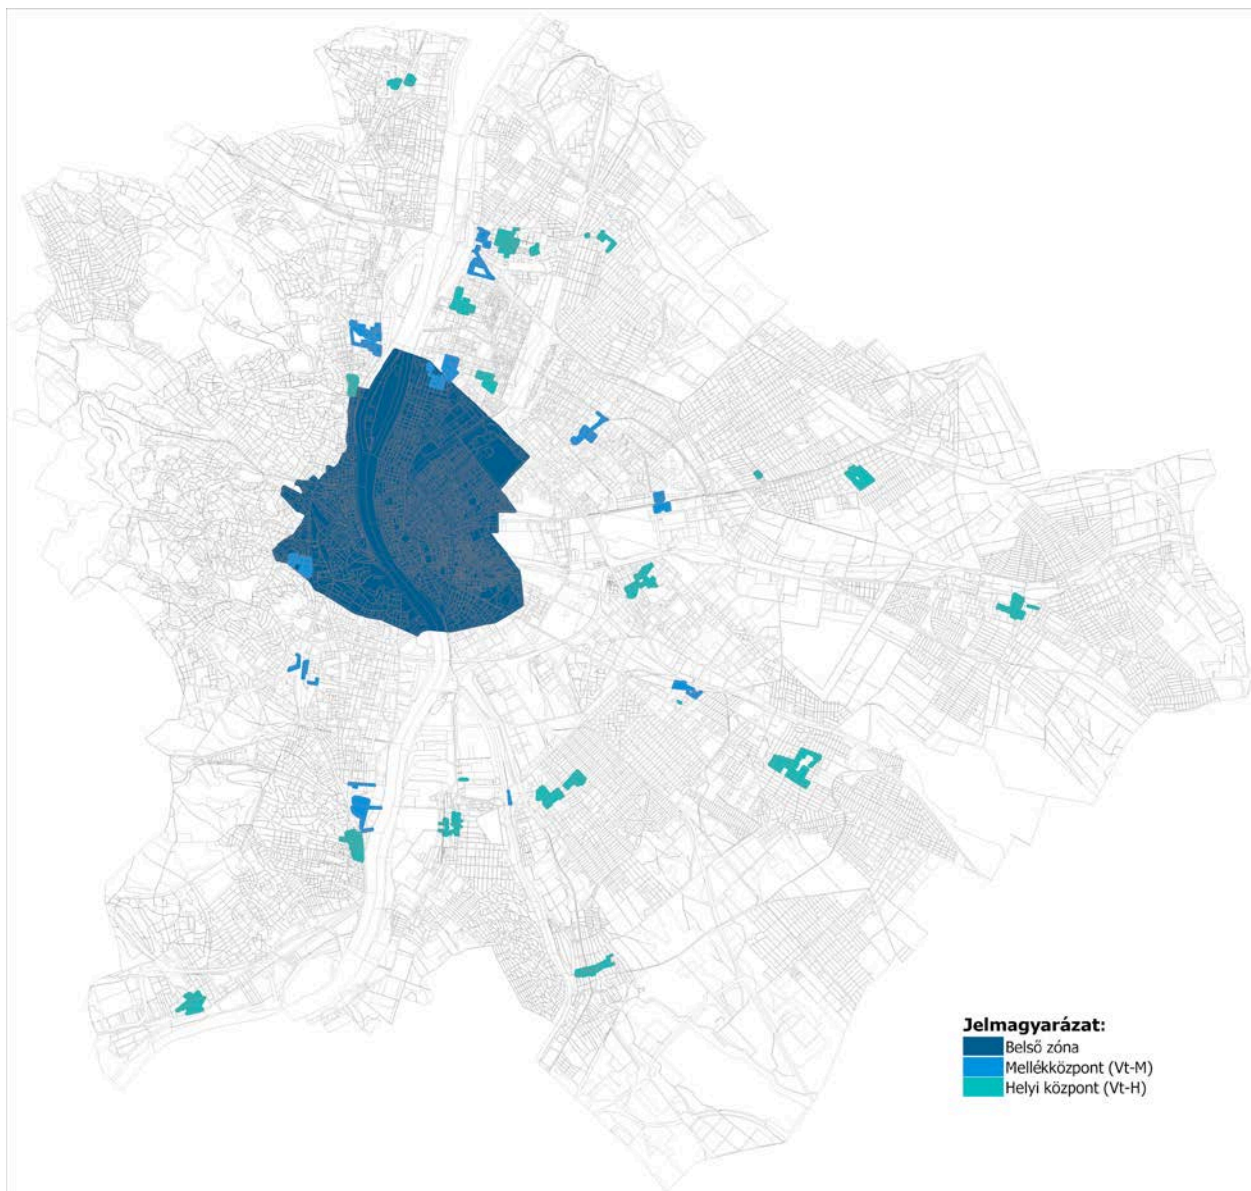 Jelmagyarázat:
Belső zóna
Mellékközpont (Vt-M)
Helyi központ (Vt-H)